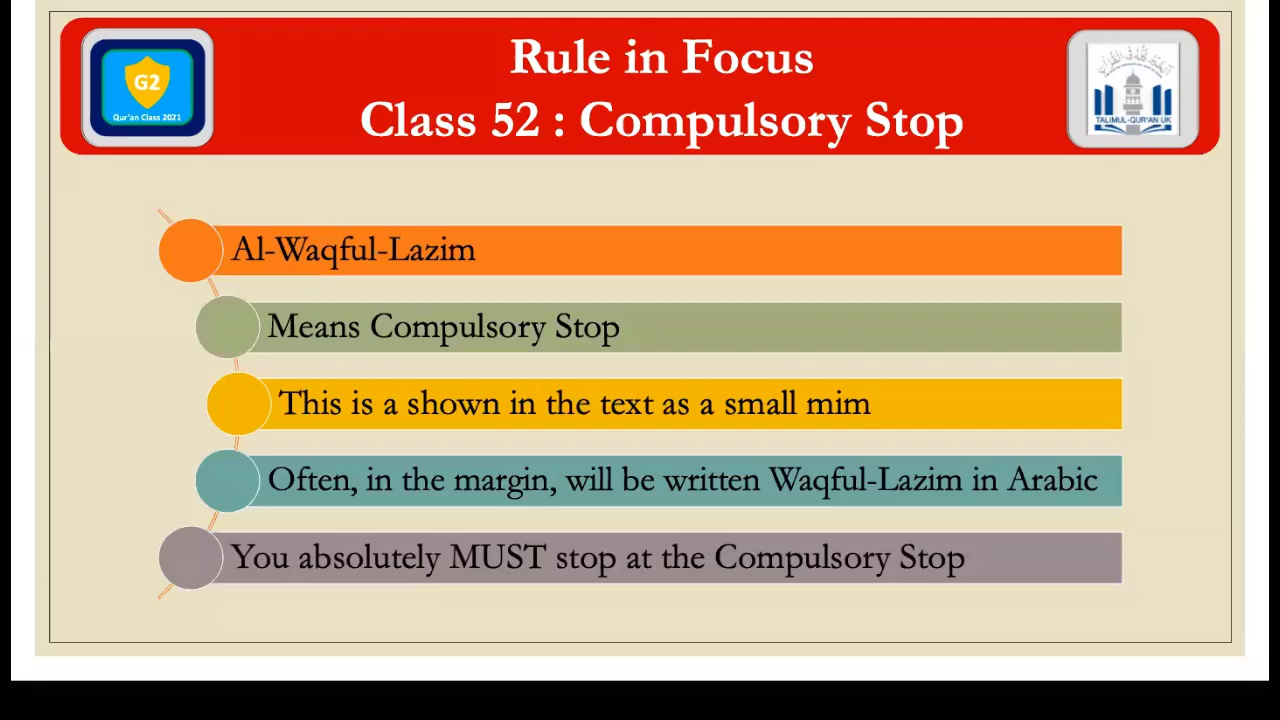 Rule in Focus
Class 52 : Compulsory Stop
G2
Qur'an Class 2021
TALIMUL-QUR'AN UK
Al-Waqful-Lazim
Means Compulsory Stop
This is a shown in the text as a small mim
Often, in the margin, will be written Waqful-Lazim in Arabic
You absolutely MUST stop at the Compulsory Stop